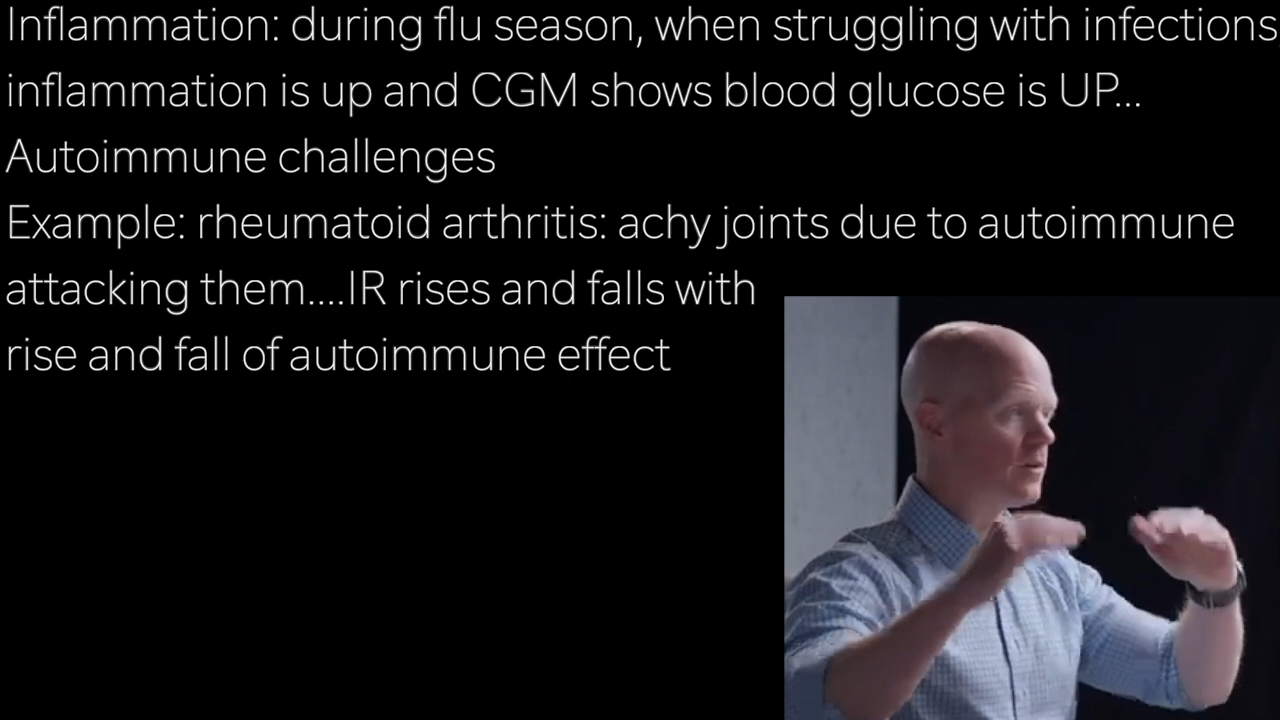 Inflammation: during flu season, when struggling with infections
inflammation is up and CGM shows blood glucose is UP...
Autoimmune challenges
Example: rheumatoid arthritis: achy joints due to autoimmune
attacking them....IR rises and falls with
rise and fall of autoimmune effect